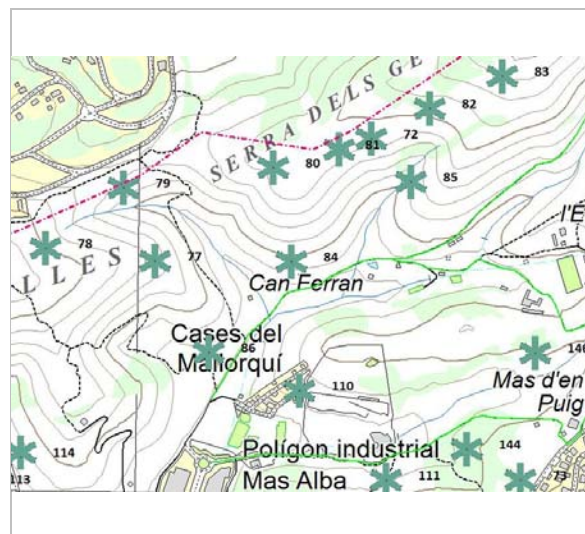 83
82
SERRA DELS GE
72
81
80
85
79
l'É
78
77
84
LLES
Can Ferran
Cases del
Mallorquí
86
146
110
Mas d'en
Puig
Polígon industrial
144
114
Mas Alba
111
73
113